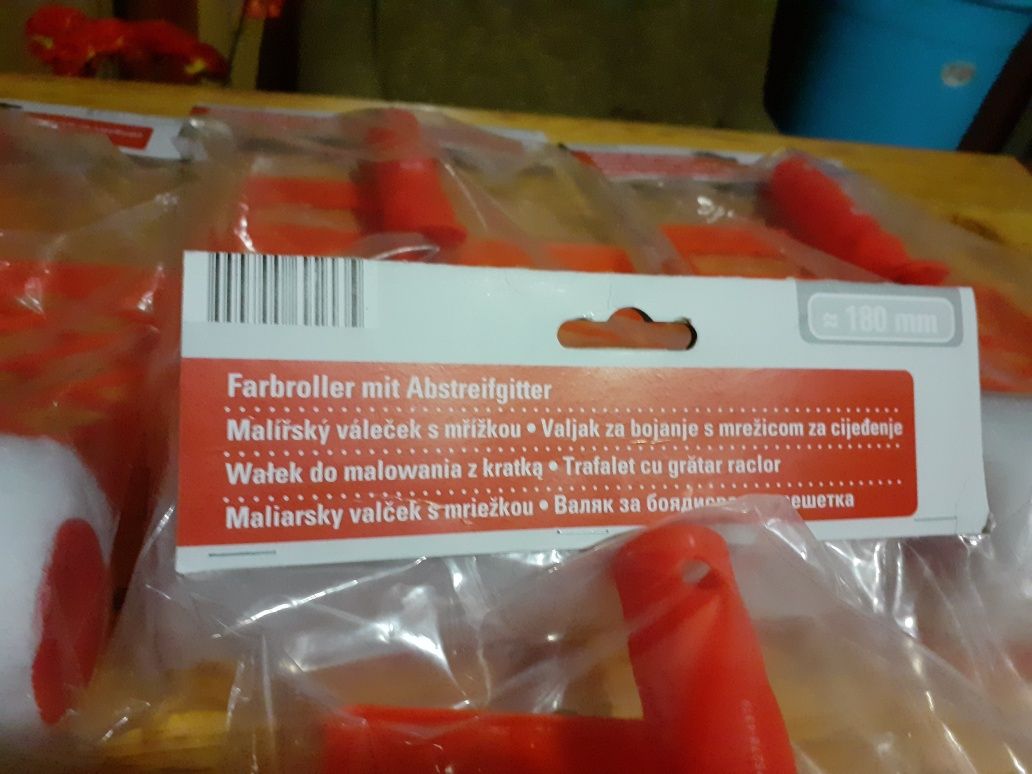 ≈ 180 mm
Farbroller mit Abstreifgitter
Malířský váleček s mřížkou • Valjak za bojanje s mrežicom za cijeđenje
Wałek do malowania z kratką • Trafalet cu grătar raclor
Maliarsky valček s mriežkou • Валяк за